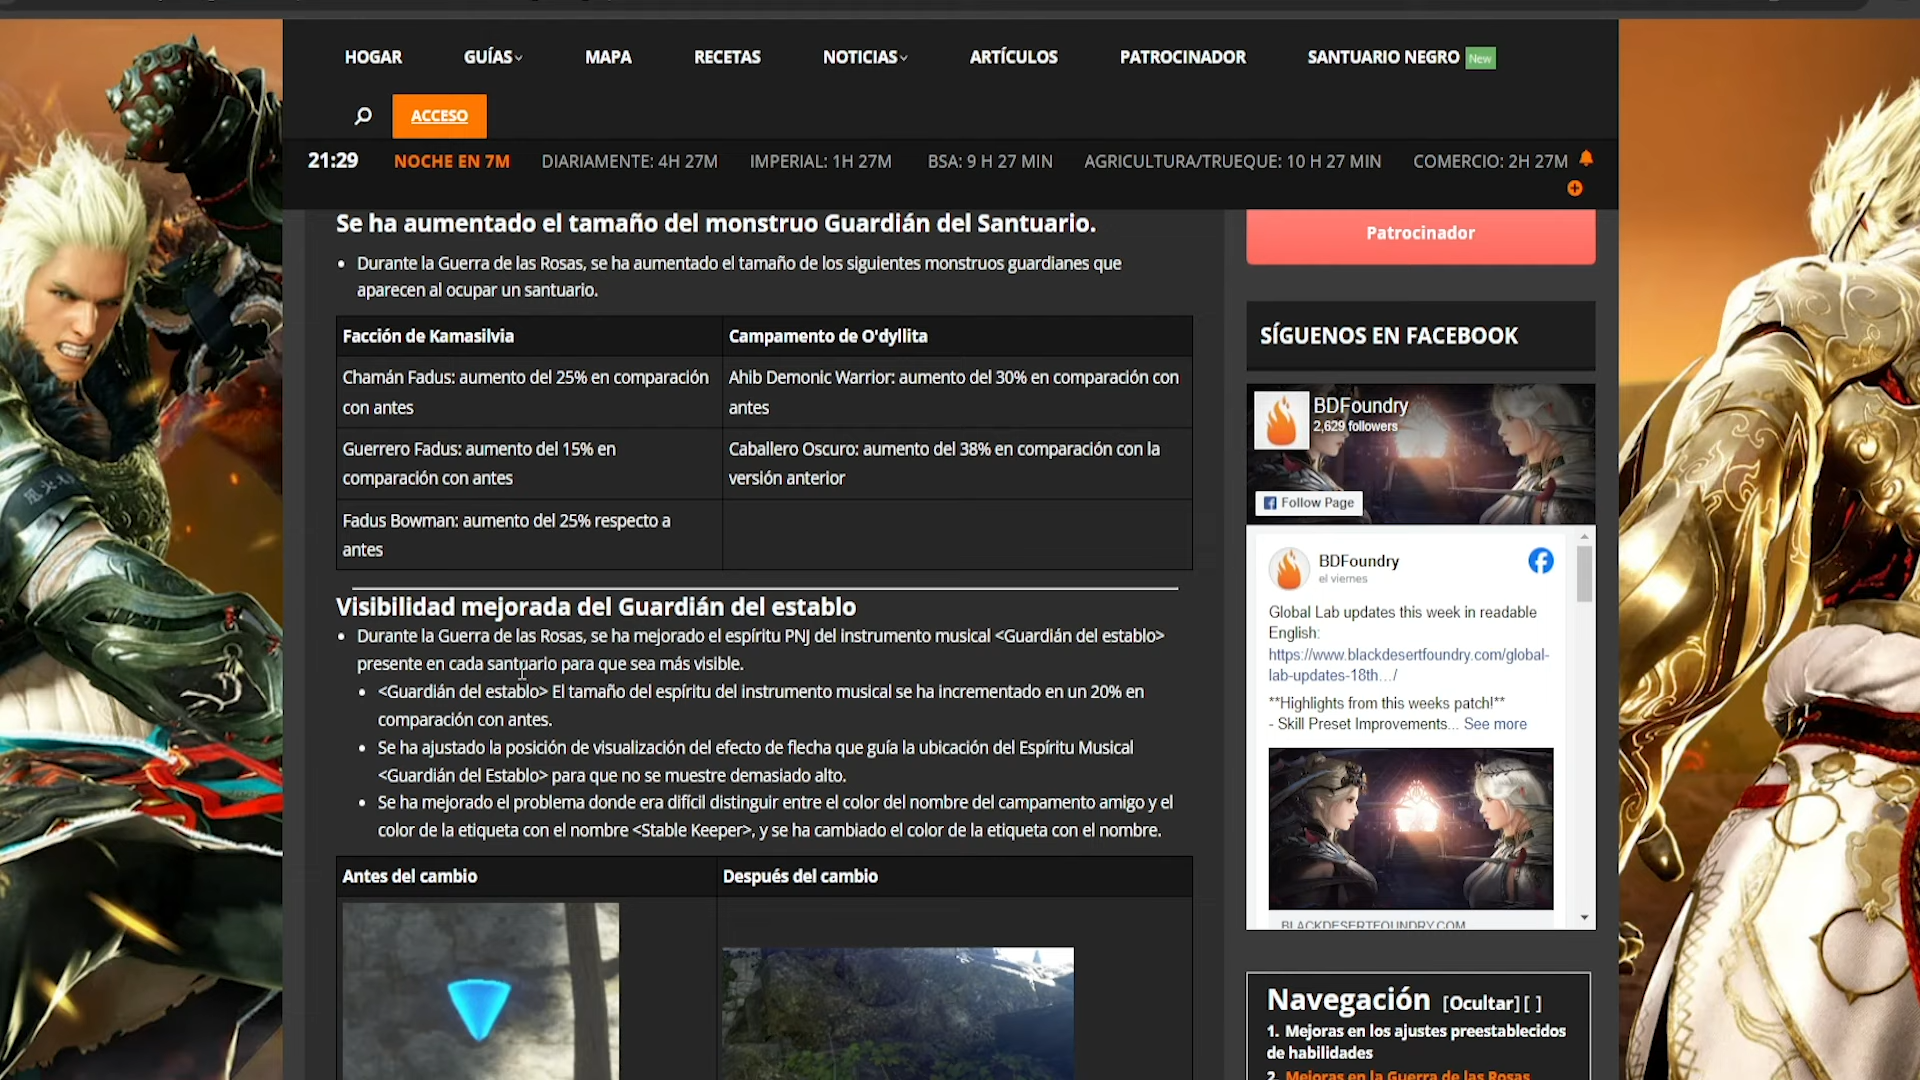 HOGAR GUÍAS MAPA RECETAS NOTICIAS ARTÍCULOS PATROCINADOR SANTUARIO NEGRO New
ACCESO
21:29 NOCHE EN 7M DIARIAMENTE: 4H 27M IMPERIAL: 1H 27M BSA: 9 H 27 MIN AGRICULTURA/TRUEQUE: 10 H 27 MIN COMERCIO: 2H 27M
Se ha aumentado el tamaño del monstruo Guardián del Santuario.
Durante la Guerra de las Rosas, se ha aumentado el tamaño de los siguientes monstruos guardianes que
aparecen al ocupar un santuario.
Facción de Kamasilvia
Campamento de O'dyllita
Chamán Fadus: aumento del 25% en comparación
con antes
Ahib Demonic Warrior: aumento del 30% en comparación con
antes
Guerrero Fadus: aumento del 15% en
comparación con antes
Caballero Oscuro: aumento del 38% en comparación con la
versión anterior
Fadus Bowman: aumento del 25% respecto a
antes
Visibilidad mejorada del Guardián del establo
Durante la Guerra de las Rosas, se ha mejorado el espíritu PNJ del instrumento musical <Guardián del establo>
presente en cada santuario para que sea más visible.
<Guardián del establo> El tamaño del espíritu del instrumento musical se ha incrementado en un 20% en
comparación con antes.
Se ha ajustado la posición de visualización del efecto de flecha que guía la ubicación del Espíritu Musical
<Guardián del Establo> para que no se muestre demasiado alto.
Se ha mejorado el problema donde era difícil distinguir entre el color del nombre del campamento amigo y el
color de la etiqueta con el nombre <Stable Keeper>, y se ha cambiado el color de la etiqueta con el nombre.
Antes del cambio
Después del cambio
Patrocinador
SÍGUENOS EN FACEBOOK
BDFoundry
2,629 followers
Follow Page
BDFoundry
el viernes
Global Lab updates this week in readable
English:
https://www.blackdesertfoundry.com/global-
lab-updates-18th.../
**Highlights from this weeks patch!**
- Skill Preset Improvements... See more
BLACKDESERTFOUNDRY.COM
Navegación [Ocultar] [ ]
1. Mejoras en los ajustes preestablecidos
de habilidades
2. Mejoras en la Guerra de las Rosas